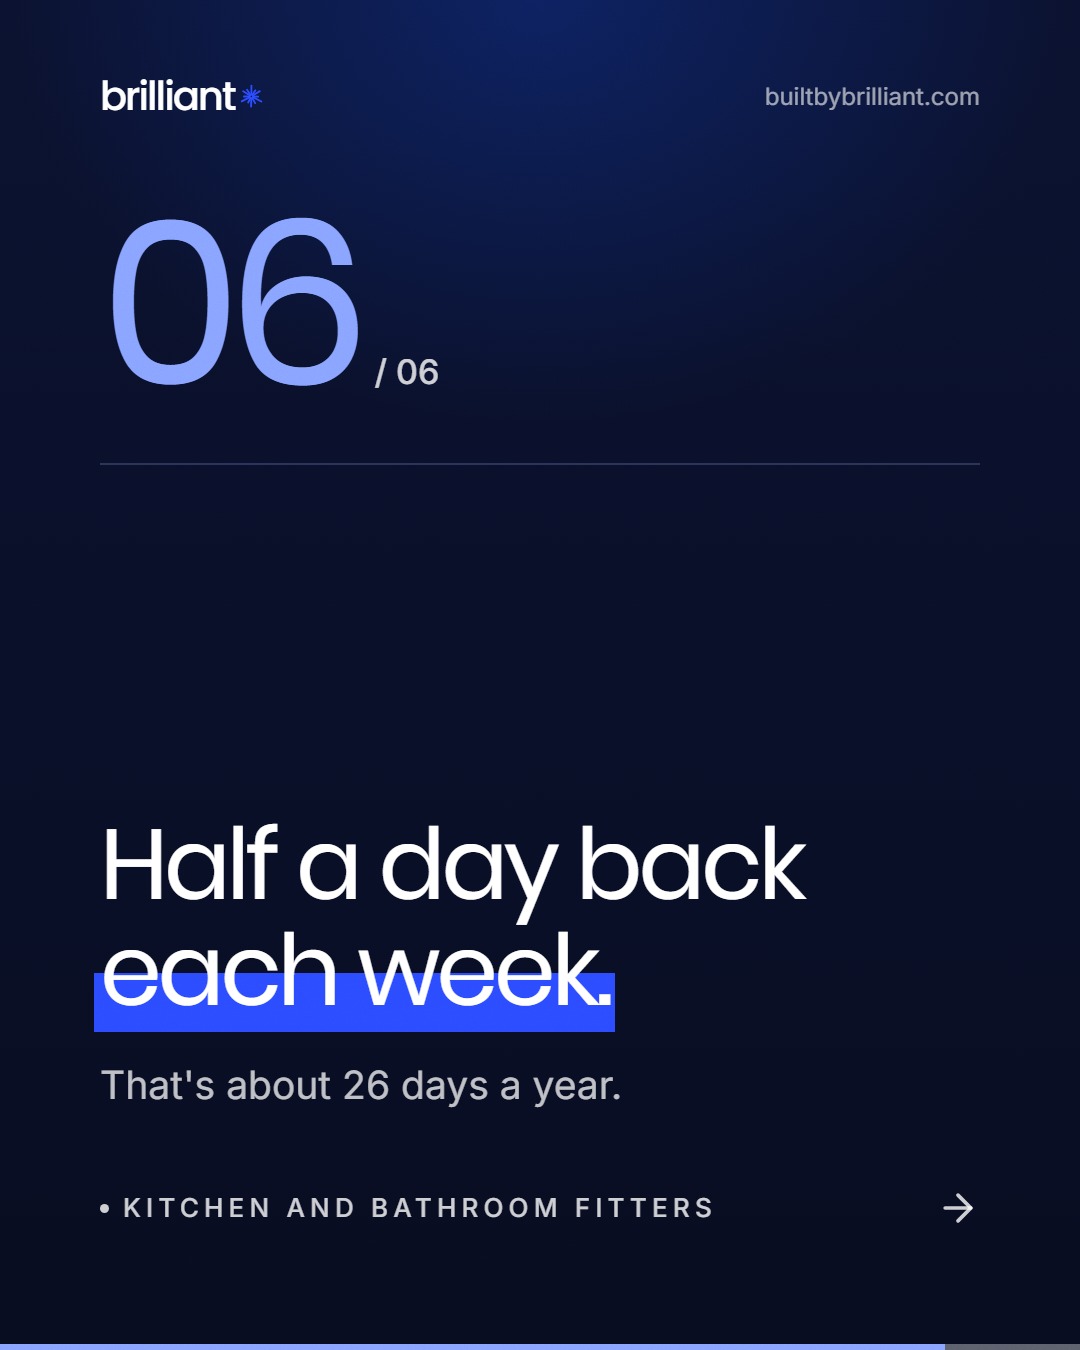 brilliant
builtbybrilliant.com
06 / 06
Half a day back
each week.
That's about 26 days a year.
• KITCHEN AND BATHROOM FITTERS